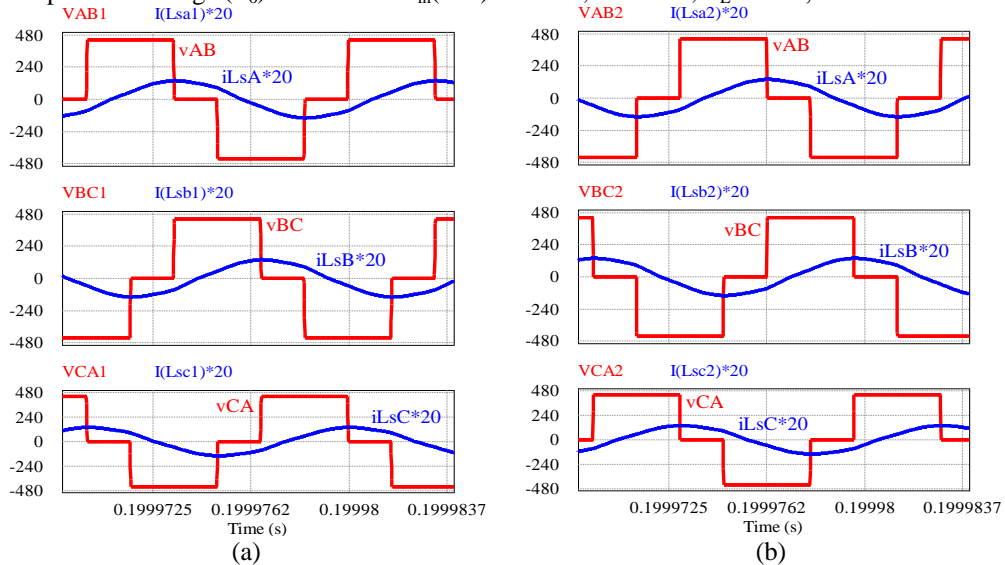 VAB1 I(Lsa1)*20
480
240
0
-240
-480
vAB
iLsA*20
VBC1 I(Lsb1)*20
480
240
0
-240
-480
vBC
iLsB*20
VCA1 I(Lsc1)*20
480
240
0
-240
-480
vCA
iLsC*20
0.1999725 0.1999762 0.19998 0.1999837
Time (s)
(a)
VAB2 I(Lsa2)*20
480
240
0
-240
-480
vAB
iLsA*20
VBC2 I(Lsb2)*20
480
240
0
-240
-480
vBC
iLsB*20
VCA2 I(Lsc2)*20
480
240
0
-240
-480
vCA
iLsC*20
0.1999725 0.1999762 0.19998 0.1999837
Time (s)
(b)